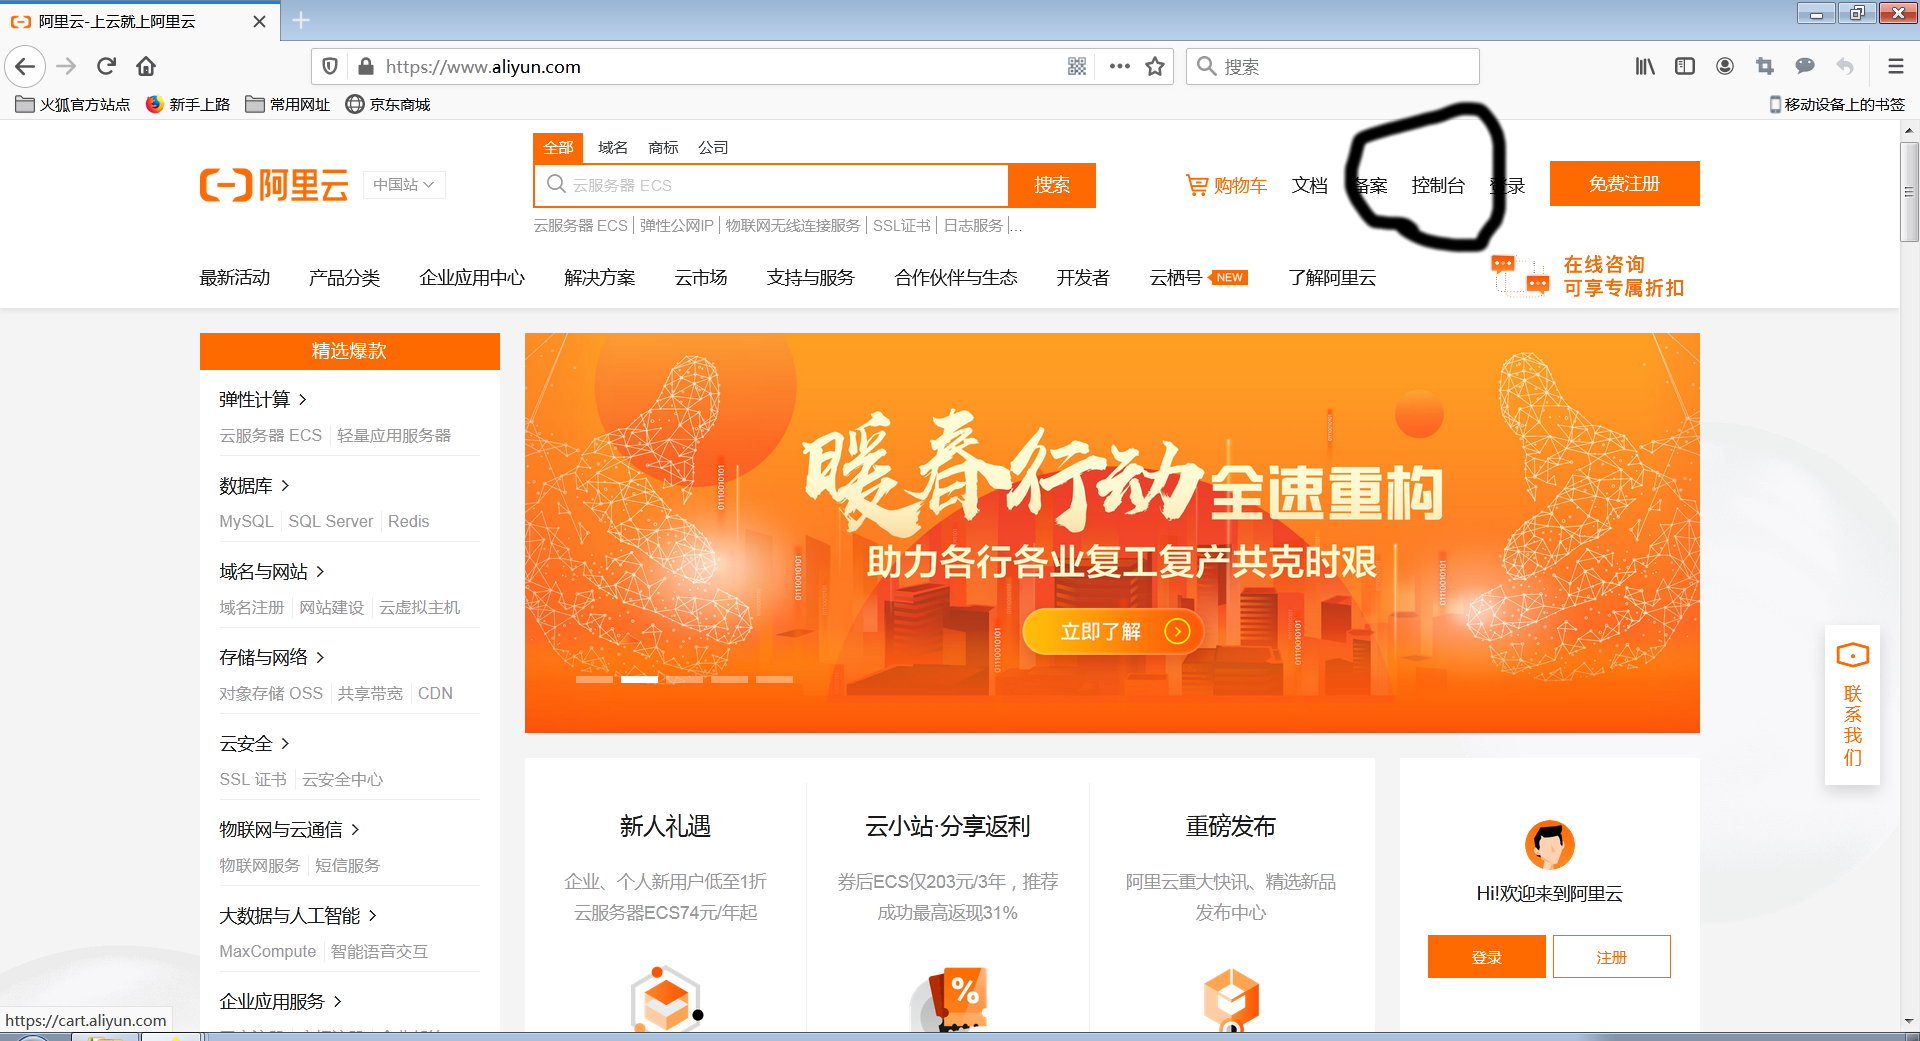 阿里云-上云就上阿里云
https://www.aliyun.com
搜索
火狐官方站点 新手上路 常用网址 京东商城 移动设备上的书签
全部 域名 商标 公司
阿里云 中国站 云服务器 ECS 搜索 购物车 文档 备案 控制台 登录 免费注册
云服务器 ECS 弹性公网IP 物联网无线连接服务 SSL证书 日志服务 ...
最新活动 产品分类 企业应用中心 解决方案 云市场 支持与服务 合作伙伴与生态 开发者 云栖号 NEW 了解阿里云
在线咨询
可享专属折扣
精选爆款
弹性计算
云服务器 ECS 轻量应用服务器
数据库
MySQL SQL Server Redis
域名与网站
域名注册 网站建设 云虚拟主机
存储与网络
对象存储 OSS 共享带宽 CDN
云安全
SSL 证书 云安全中心
物联网与云通信
物联网服务 短信服务
大数据与人工智能
MaxCompute 智能语音交互
企业应用服务
暖春行动 全速重构
助力各行各业复工复产共克时艰
立即了解
01110010101
01110010101
01110010101
01110010101
01110010101
新人礼遇
企业、个人新用户低至1折
云服务器ECS74元/年起
云小站·分享返利
券后ECS仅203元/3年，推荐
成功最高返现31%
%
重磅发布
阿里云重大快讯、精选新品
发布中心
Hi!欢迎来到阿里云
登录 注册
联系我们
https://cart.aliyun.com